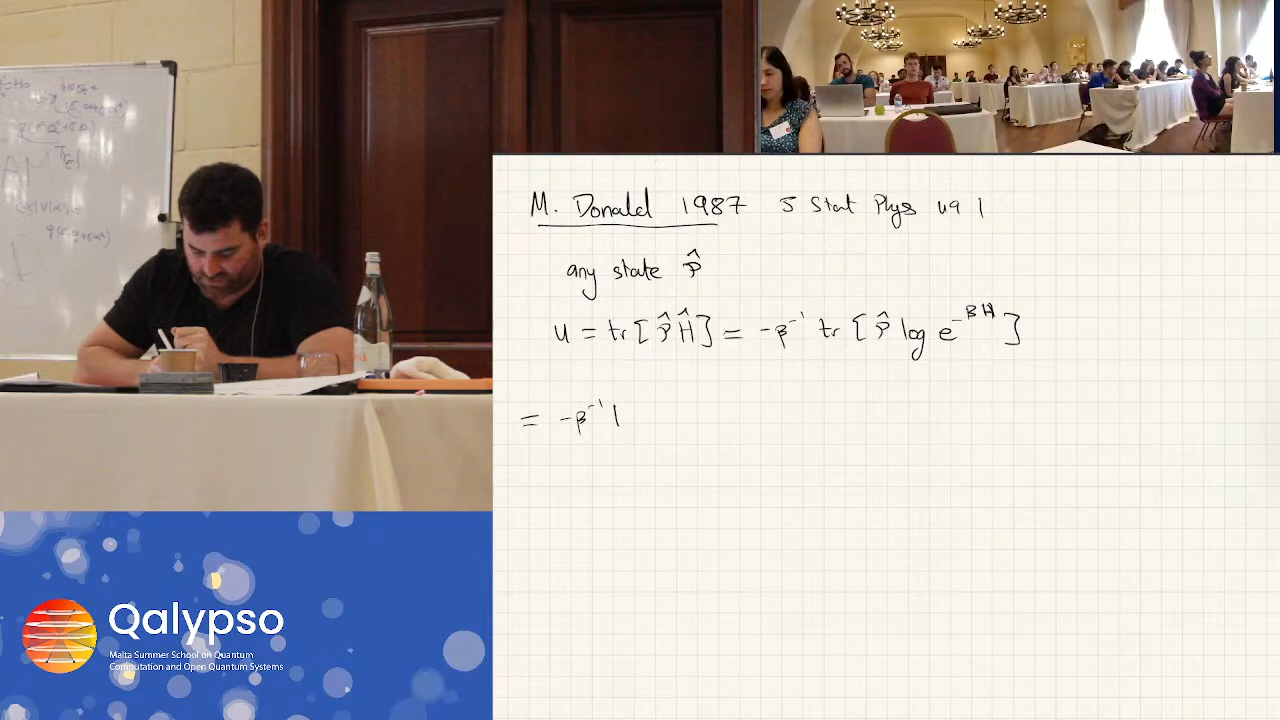 M. Donald 1987 J Stat Phys 49 1
any state ρ̂
U = tr[ρ̂Ĥ] = -β⁻¹ tr[ρ̂ log e^{-βH}]
= -β⁻¹ |
Qalypso
Malta Summer School on Quantum
Computation and Open Quantum Systems